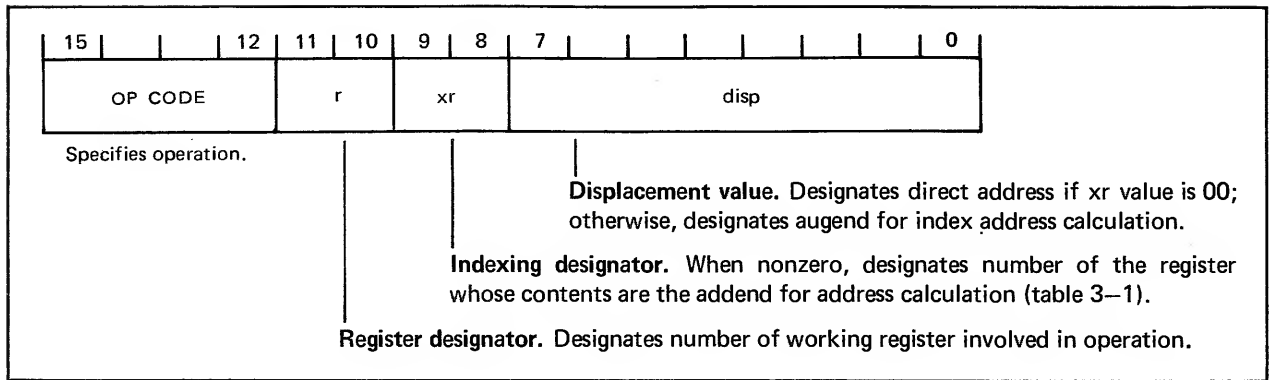 15 12 11 10 9 8 7 0
OP CODE r xr disp
Specifies operation.
Displacement value. Designates direct address if xr value is 00;
otherwise, designates augend for index address calculation.
Indexing designator. When nonzero, designates number of the register
whose contents are the addend for address calculation (table 3–1).
Register designator. Designates number of working register involved in operation.